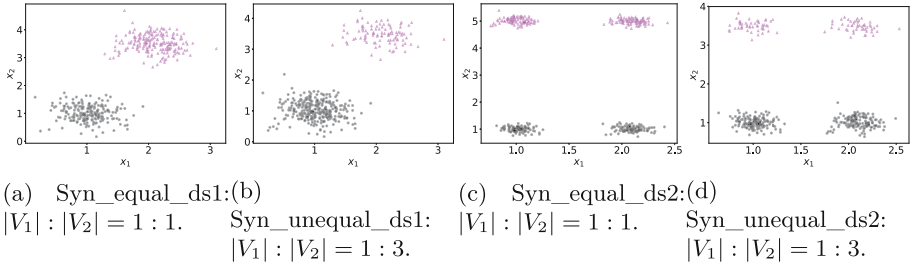 4
3
2
1
0
x₂
1
2
3
x₁
4
3
2
1
0
x₂
1
2
3
x₁
5
4
3
2
1
x₂
1.0
1.5
2.0
2.5
x₁
4
3
2
1
x₂
1.0
1.5
2.0
2.5
x₁
(a) Syn_equal_ds1:
|V₁| : |V₂| = 1 : 1.
(b)
Syn_unequal_ds1:
|V₁| : |V₂| = 1 : 3.
(c) Syn_equal_ds2:
|V₁| : |V₂| = 1 : 1.
(d)
Syn_unequal_ds2:
|V₁| : |V₂| = 1 : 3.